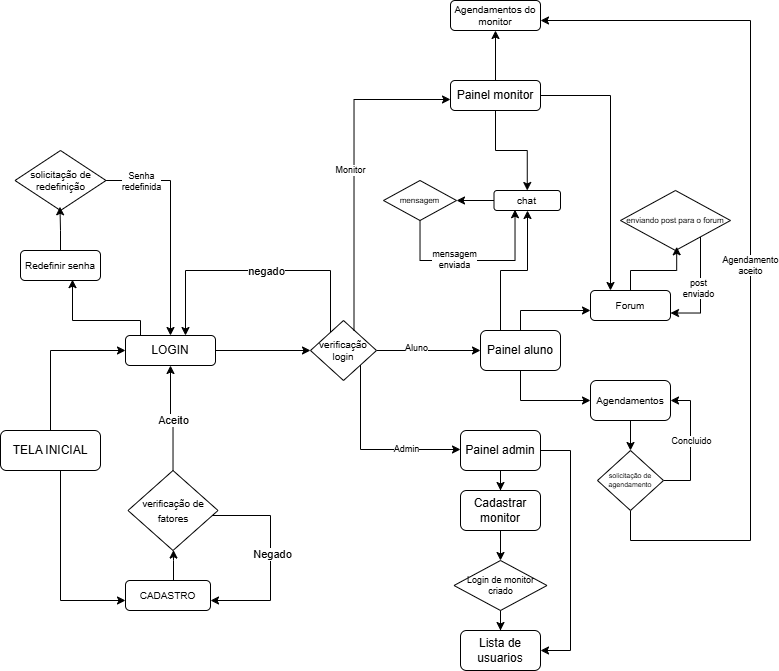 Agendamentos do
monitor
Painel monitor
Monitor
solicitação de
redefinição
Senha
redefinida
mensagem
chat
enviando post para o forum
mensagem
enviada
Agendamento
aceito
Redefinir senha
negado
post
enviado
Forum
LOGIN
verificação
login
Aluno
Painel aluno
Agendamentos
Aceito
Concluido
TELA INICIAL
Admin
Painel admin
solicitação de
agendamento
verificação de
fatores
Cadastrar
monitor
Negado
Login de monitor
criado
CADASTRO
Lista de
usuarios